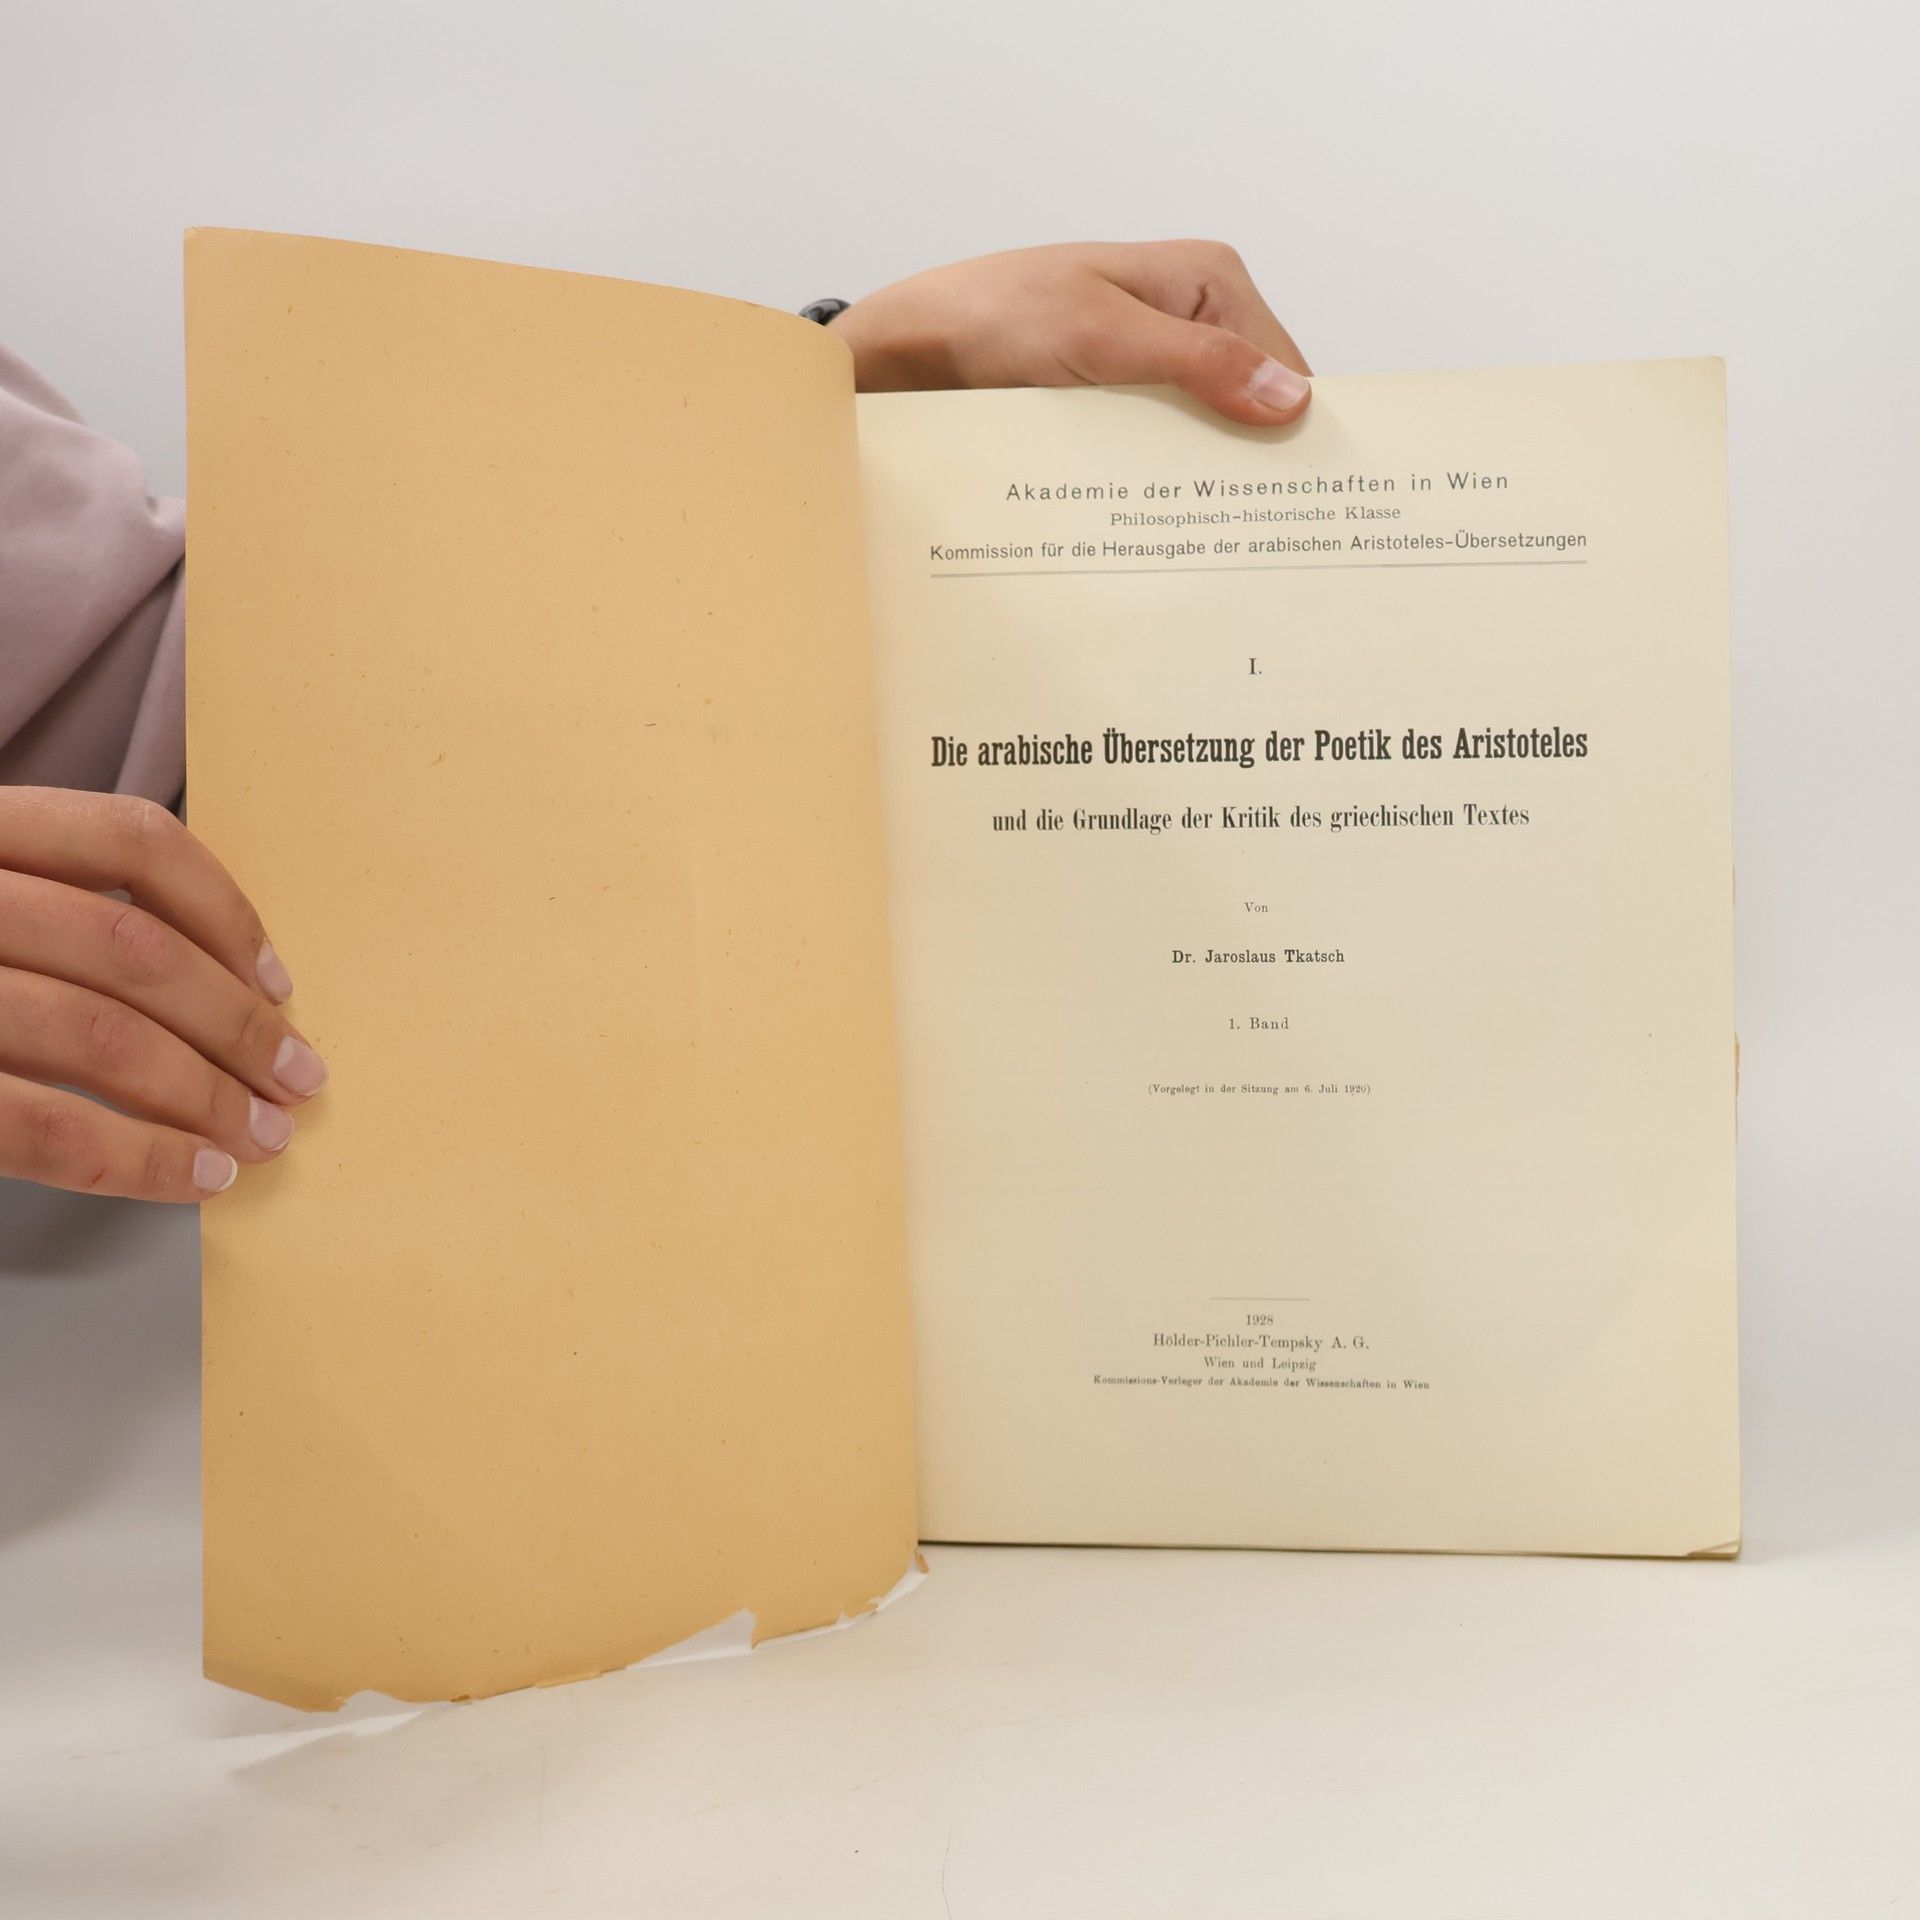 Akademie der Wissenschaften in Wien
Philosophisch-historische Klasse
Kommission für die Herausgabe der arabischen Aristoteles-Übersetzungen
I.
Die arabische Übersetzung der Poetik des Aristoteles
und die Grundlage der Kritik des griechischen Textes
Von
Dr. Jaroslaus Tkatsch
1. Band
(Vorgelegt in der Sitzung am 6. Juli 1920)
1928
Hölder-Pichler-Tempsky A. G.
Wien und Leipzig
Kommissions-Verleger der Akademie der Wissenschaften in Wien